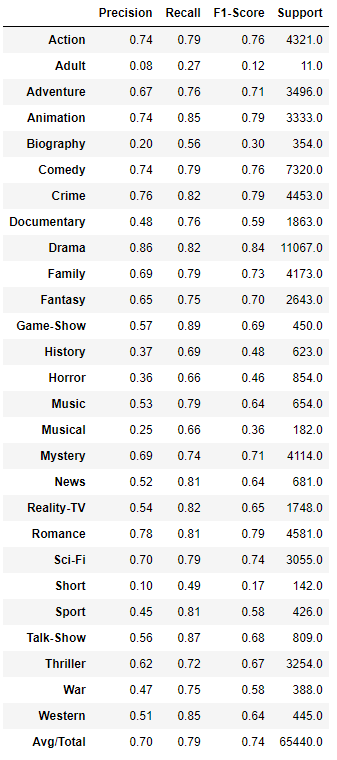 Precision Recall F1-Score Support
Action 0.74 0.79 0.76 4321.0
Adult 0.08 0.27 0.12 11.0
Adventure 0.67 0.76 0.71 3496.0
Animation 0.74 0.85 0.79 3333.0
Biography 0.20 0.56 0.30 354.0
Comedy 0.74 0.79 0.76 7320.0
Crime 0.76 0.82 0.79 4453.0
Documentary 0.48 0.76 0.59 1863.0
Drama 0.86 0.82 0.84 11067.0
Family 0.69 0.79 0.73 4173.0
Fantasy 0.65 0.75 0.70 2643.0
Game-Show 0.57 0.89 0.69 450.0
History 0.37 0.69 0.48 623.0
Horror 0.36 0.66 0.46 854.0
Music 0.53 0.79 0.64 654.0
Musical 0.25 0.66 0.36 182.0
Mystery 0.69 0.74 0.71 4114.0
News 0.52 0.81 0.64 681.0
Reality-TV 0.54 0.82 0.65 1748.0
Romance 0.78 0.81 0.79 4581.0
Sci-Fi 0.70 0.79 0.74 3055.0
Short 0.10 0.49 0.17 142.0
Sport 0.45 0.81 0.58 426.0
Talk-Show 0.56 0.87 0.68 809.0
Thriller 0.62 0.72 0.67 3254.0
War 0.47 0.75 0.58 388.0
Western 0.51 0.85 0.64 445.0
Avg/Total 0.70 0.79 0.74 65440.0